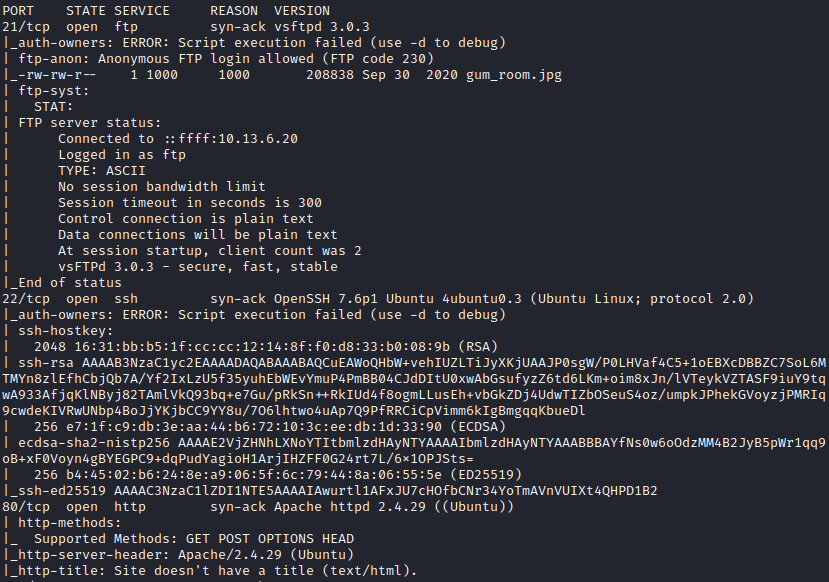 PORT    STATE SERVICE     REASON  VERSION
21/tcp  open  ftp         syn-ack vsftpd 3.0.3
|_auth-owners: ERROR: Script execution failed (use -d to debug)
| ftp-anon: Anonymous FTP login allowed (FTP code 230)
|_-rw-rw-r--    1 1000     1000       208838 Sep 30  2020 gum_room.jpg
| ftp-syst:
|   STAT:
| FTP server status:
|      Connected to ::ffff:10.13.6.20
|      Logged in as ftp
|      TYPE: ASCII
|      No session bandwidth limit
|      Session timeout in seconds is 300
|      Control connection is plain text
|      Data connections will be plain text
|      At session startup, client count was 2
|      vsFTPd 3.0.3 - secure, fast, stable
|_End of status
22/tcp  open  ssh         syn-ack OpenSSH 7.6p1 Ubuntu 4ubuntu0.3 (Ubuntu Linux; protocol 2.0)
|_auth-owners: ERROR: Script execution failed (use -d to debug)
| ssh-hostkey:
|   2048 16:31:bb:b5:1f:cc:cc:12:14:8f:f0:d8:33:b0:08:9b (RSA)
| ssh-rsa AAAAB3NzaC1yc2EAAAADAQABAAABAQCuEAWoQHbW+vehIUZLTiJyXKjUAAJP0sgW/P0LHVaf4C5+1oEBXcDBBZC7SoL6M
TMYn8zlEfhCbjQb7A/Yf2IxLzU5f35yuhEbWEvYmuP4PmBB04CJdDItU0xwAbGsufyzZ6td6LKm+oim8xJn/lVTeykVZTASF9iuY9tq
wA933AfjqKlNByj82TAmlVkQ93bq+e7Gu/pRkSn++RkIUd4f8ogmLLusEh+vbGkZDj4UdwTIZbOSeuS4oz/umpkJPhekGVoyzjPMRIq
9cwdeKIVRwUNbp4BoJjYKjbCC9YY8u/7O6lhtwo4uAp7Q9PfRRCiCpVimm6kIgBmgqqKbueDl
|   256 e7:1f:c9:db:3e:aa:44:b6:72:10:3c:ee:db:1d:33:90 (ECDSA)
| ecdsa-sha2-nistp256 AAAAE2VjZHNhLXNoYTItbmlzdHAyNTYAAAAIbmlzdHAyNTYAAABBBAYfNs0w6oOdzMM4B2JyB5pWr1qq9
oB+xF0Voyn4gBYEGPC9+dqPudYagioH1ArjIHZFF0G24rt7L/6×1OPJSts=
|   256 b4:45:02:b6:24:8e:a9:06:5f:6c:79:44:8a:06:55:5e (ED25519)
|_ssh-ed25519 AAAAC3NzaC1lZDI1NTE5AAAAIAwurtl1AFxJU7cHOfbCNr34YoTmAVnVUIXt4QHPD1B2
80/tcp  open  http        syn-ack Apache httpd 2.4.29 ((Ubuntu))
| http-methods:
|_  Supported Methods: GET POST OPTIONS HEAD
|_http-server-header: Apache/2.4.29 (Ubuntu)
|_http-title: Site doesn't have a title (text/html).